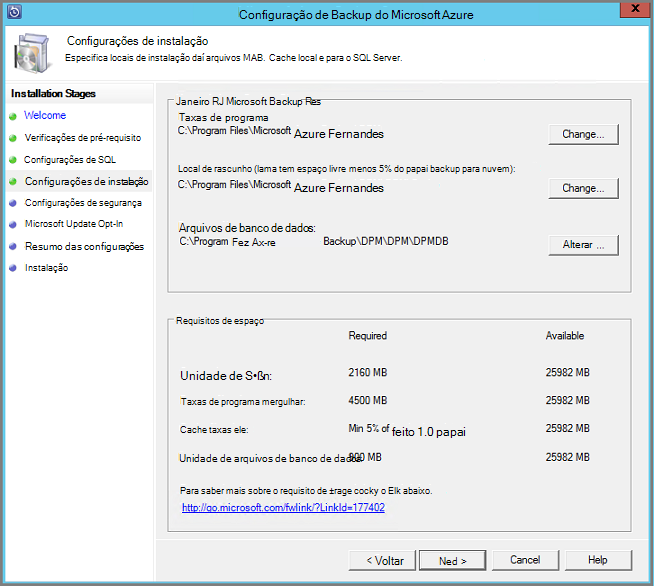 Configuração de Backup do MicrosoftAzure
X
Configurações de instalação
Especifica locais de instalação daí arquivos MAB. Cache local e para o SQL Server.
Installation Stages
Welcome
Verificações de pré-requisito
Configurações de SQL
Configurações de instalação
Configurações de segurança
Microsoft Update Opt-In
Resumo das configurações
Instalação
Janeiro RJ Microsoft Backup Res
Taxas de programa
C:\Program Files\Microsoft Azure Fernandes
Change...
Local de rascunho (lama tem espaço livre menos 5% do papai backup para nuvem):
C:\Program Files\Microsoft Azure Fernandes
Change...
Arquivos de banco de dados:
C:\Program Fez Ax-re Backup\DPM\DPM\DPMDB
Alterar ...
Requisitos de espaço
Required Available
Unidade de S•ßn: 2160 MB 25982 MB
Taxas de programa mergulhar: 4500 MB 25982 MB
Cache taxas ele: Min 5% of feito 1.0 papai 25982 MB
Unidade de arquivos de banco de dados 900 MB 25982 MB
Para saber mais sobre o requisito de ±rage cocky o Elk abaixo.
http://go.microsoft.com/fwlink/?LinkId=177402
< Voltar
Ned >
Cancel
Help